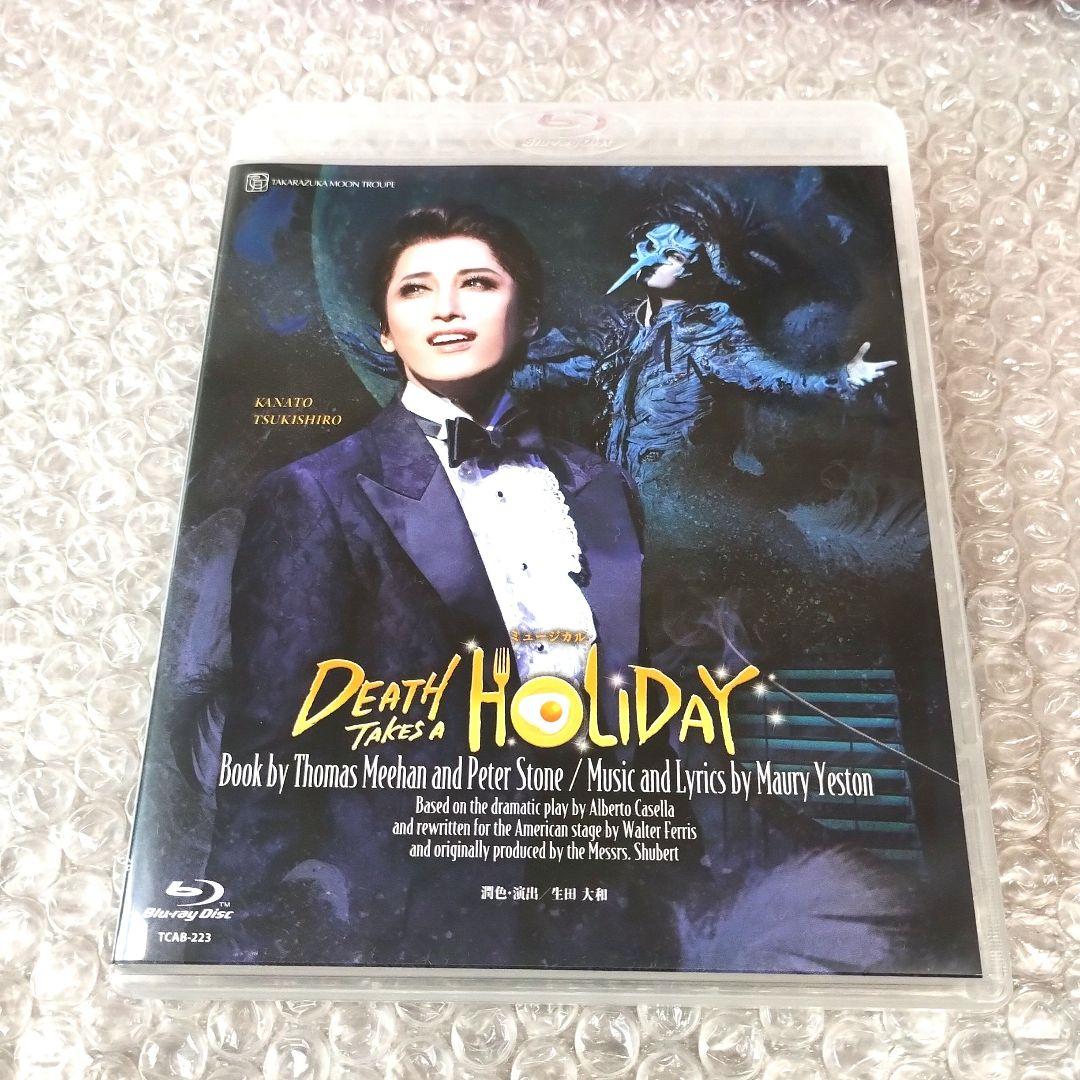 Blu-ray Disc
TAKARAZUKA MOON TROUPE
KANATO
TSUKISHIRO
ミュージカル
DEATH
TAKES A
HOLiDAY
Book by Thomas Meehan and Peter Stone / Music and Lyrics by Maury Yeston
Based on the dramatic play by Alberto Casella
and rewritten for the American stage by Walter Ferris
and originally produced by the Messrs. Shubert
潤色・演出／生田 大和
Blu-ray Disc™
TCAB-223